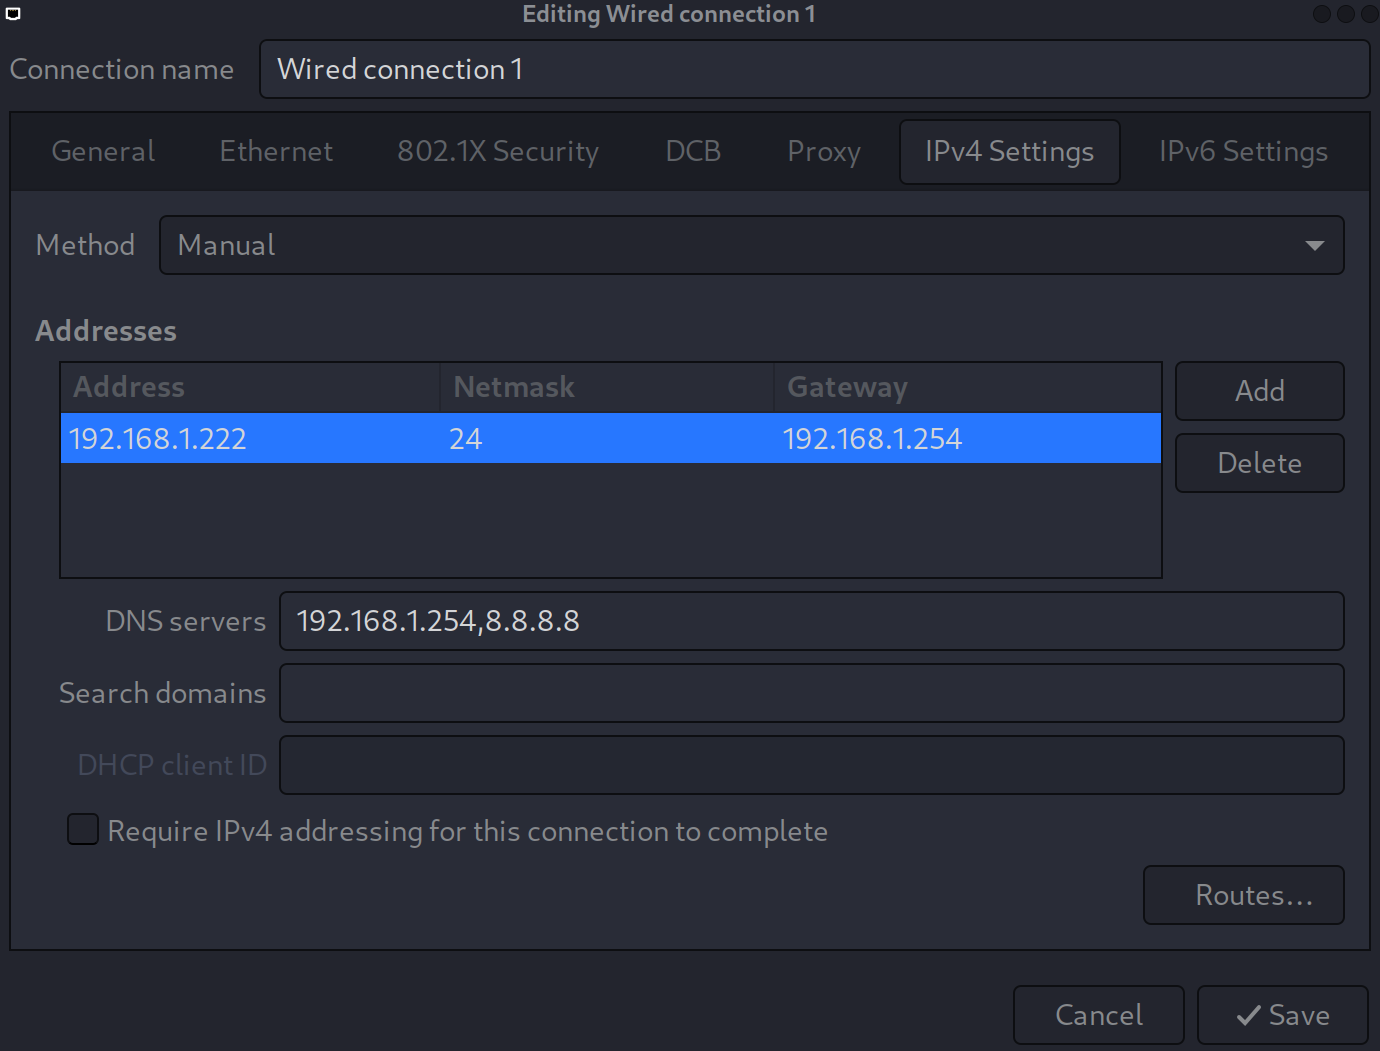 Editing Wired connection 1
Connection name Wired connection 1
General Ethernet 802.1X Security DCB Proxy IPv4 Settings IPv6 Settings
Method Manual
Addresses
Address Netmask Gateway
Add
192.168.1.222 24 192.168.1.254
Delete
DNS servers 192.168.1.254,8.8.8.8
Search domains
DHCP client ID
Require IPv4 addressing for this connection to complete
Routes...
Cancel Save